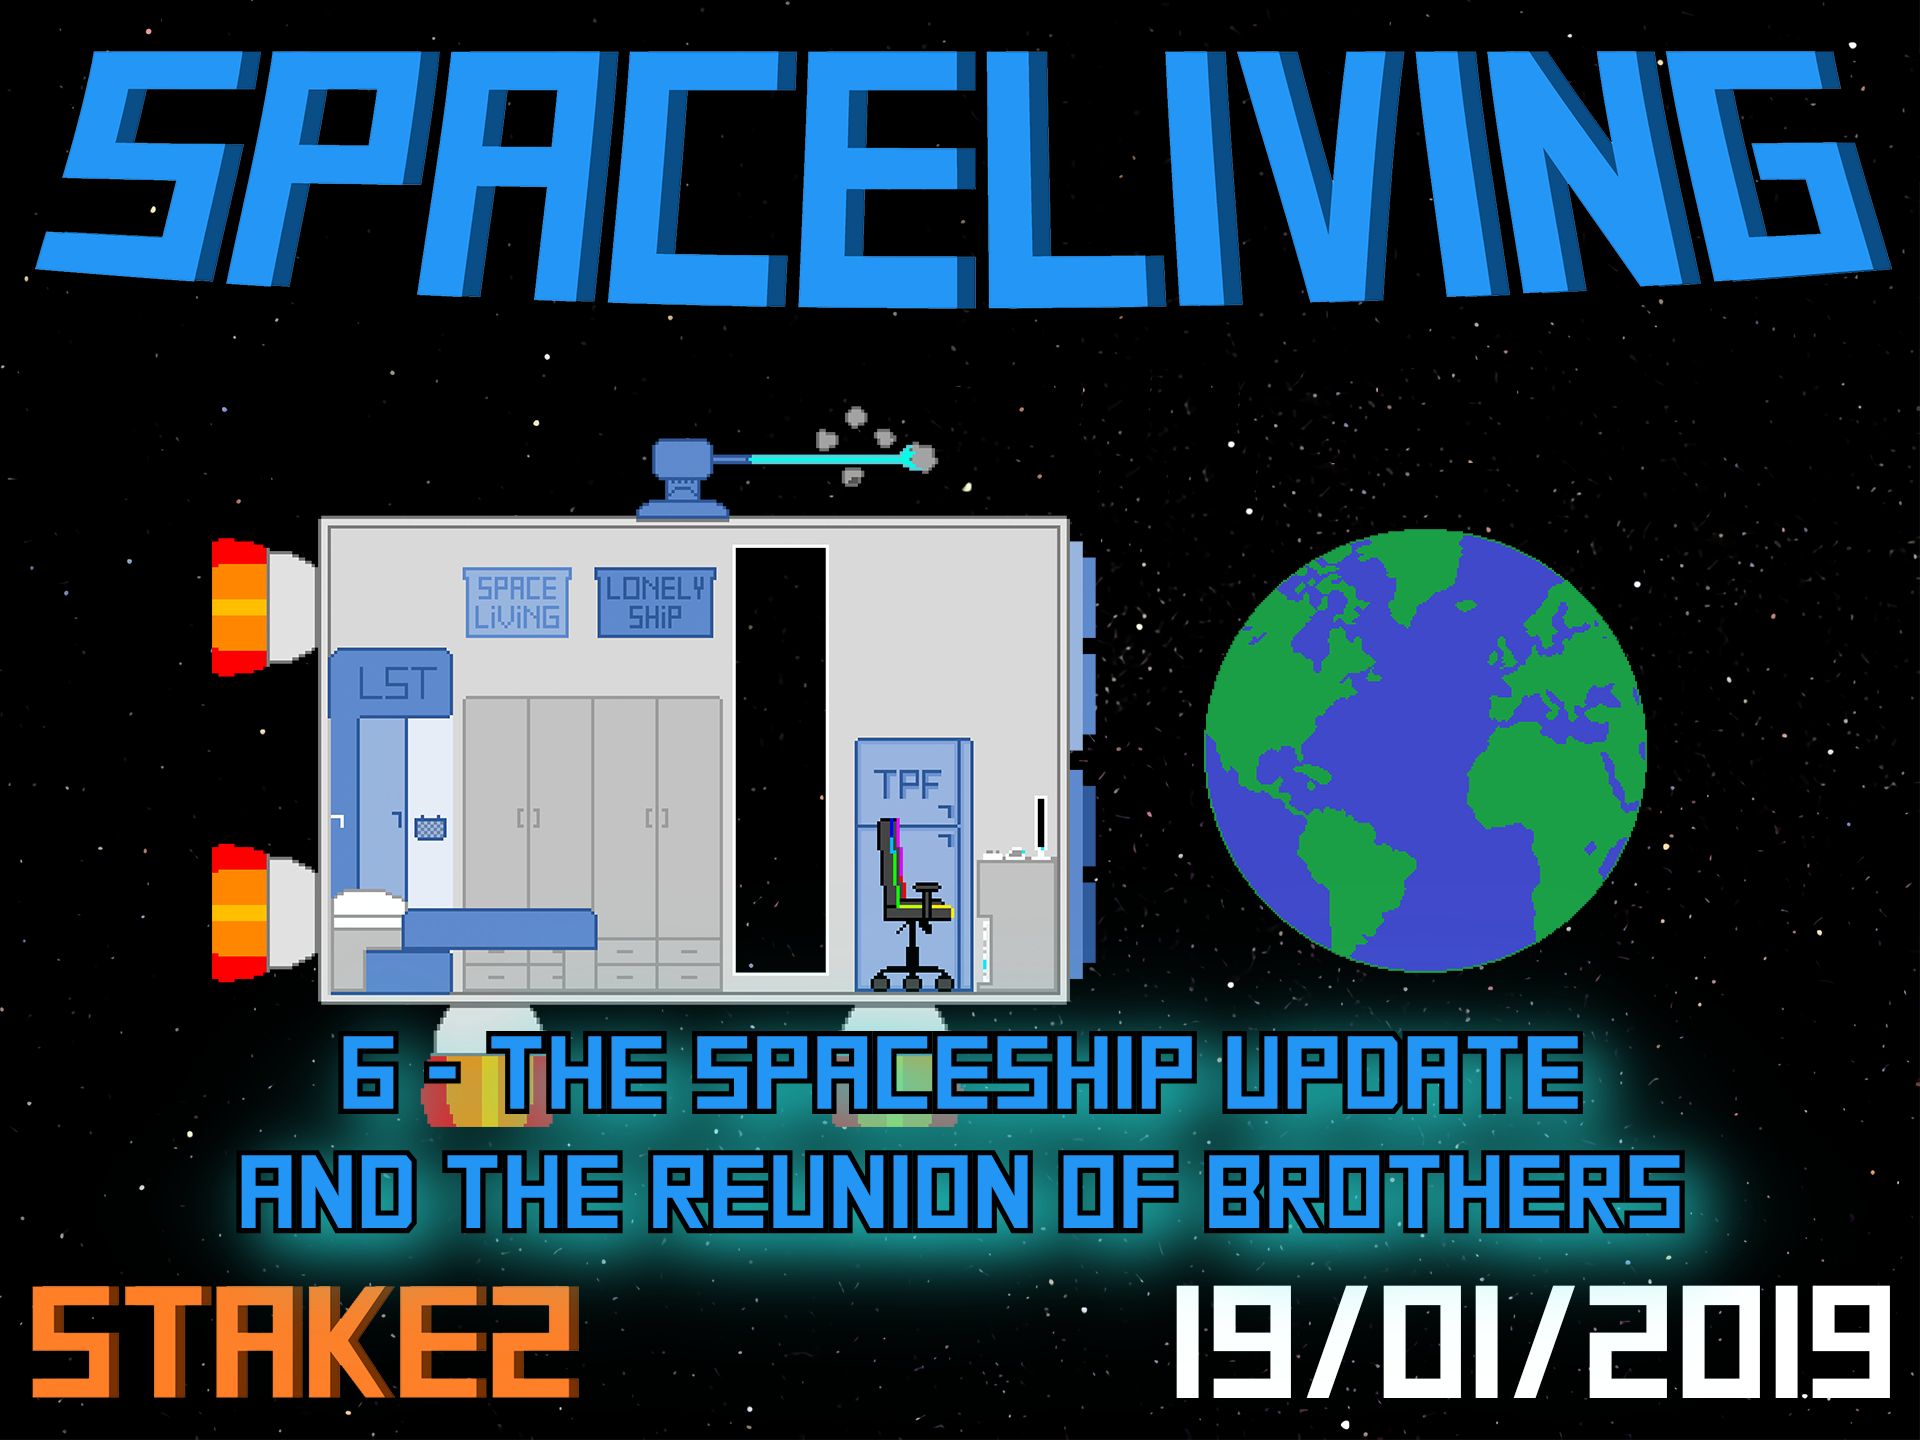 SPACELIVING
SPACE
LiViNG
LONELY
SHiP
LST
TPF
6 - THE SPACESHIP UPDATE
AND THE REUNION OF BROTHERS
STAKE2
19/01/2019